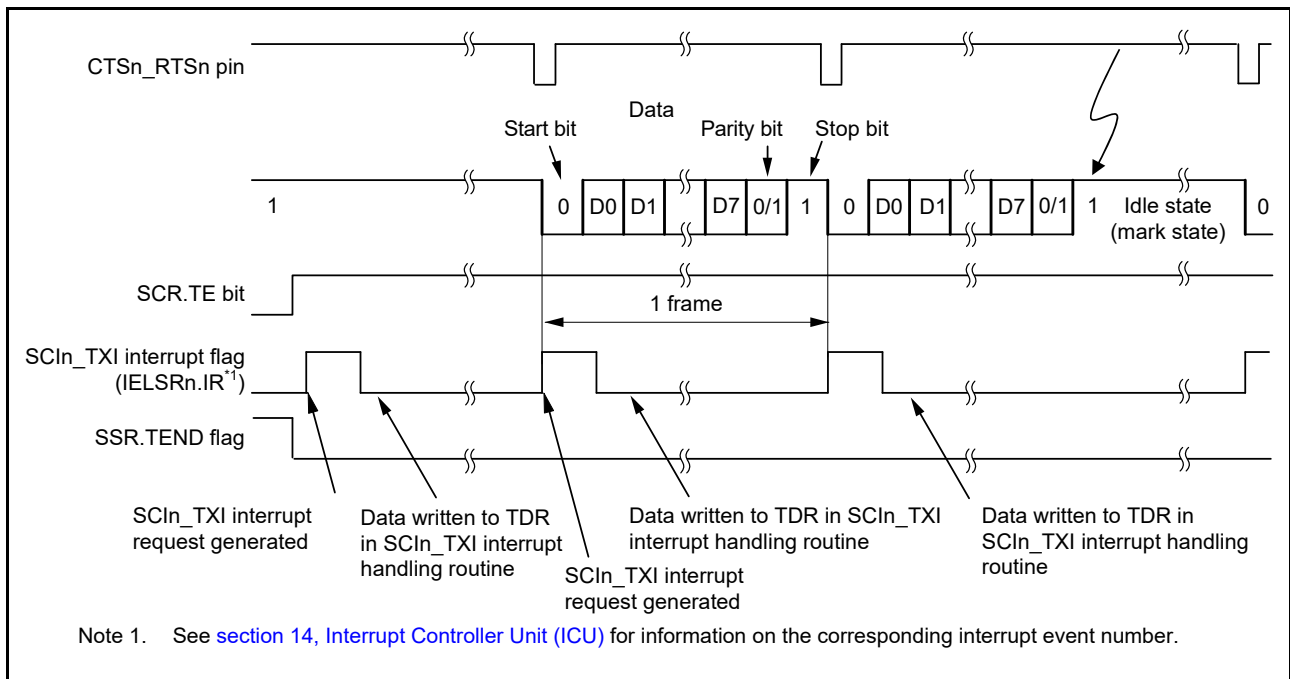 CTSn_RTSn pin
Data
Start bit
Parity bit
Stop bit
1
0
D0
D1
D7
0/1
1
0
D0
D1
D7
0/1
1
Idle state
(mark state)
0
SCR.TE bit
1 frame
SCIn_TXI interrupt flag
(IELSRn.IR*1)
SSR.TEND flag
SCIn_TXI interrupt
request generated
Data written to TDR
in SCIn_TXI interrupt
handling routine
SCIn_TXI interrupt
request generated
Data written to TDR in SCIn_TXI
interrupt handling routine
Data written to TDR in
SCIn_TXI interrupt handling
routine
Note 1. See section 14, Interrupt Controller Unit (ICU) for information on the corresponding interrupt event number.